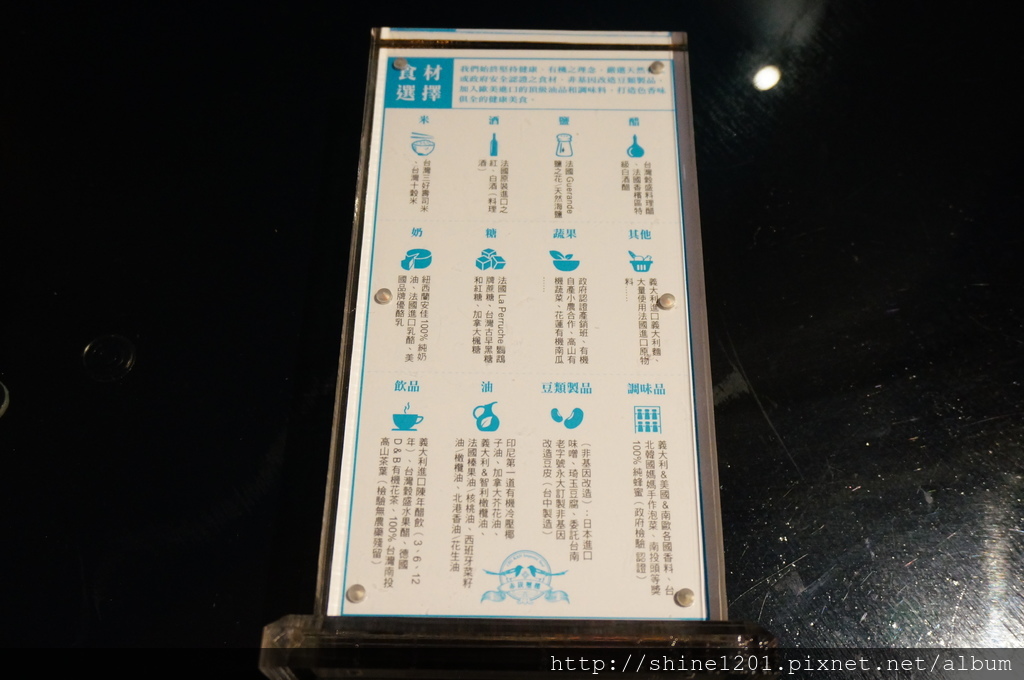 食材
選擇
我們始終堅持健康、有機之理念，嚴選天然
或政府安全認證之食材，非基因改造豆類製品，
加入歐美進口的頂級油品和調味料，打造色香味
俱全的健康美食。
米
台灣三好壽司米
、台灣十穀米
酒
法國原裝進口之
紅、白酒（料理
酒）
鹽
法國 Guerande
鹽之花/天然海鹽
醋
台灣穀盛料理醋
、法國香檳區特
級白酒醋
奶
紐西蘭安佳100%純奶
油、法國進口乳酪、美
國品牌優酪乳
糖
法國 La Perruche 鸚鵡
牌蔗糖、台灣古早黑糖
和紅糖、加拿大楓糖
蔬果
政府認證產銷班、有機
自產小農合作、高山有
機蔬菜、花蓮有機南瓜
......
其他
義大利進口義大利麵、
大量使用法國進口原物
料......
飲品
義大利進口陳年醋飲（3、6、12
年）、台灣穀盛水果醋、德國
D&B有機花茶、100%台灣南投
高山茶葉（檢驗無農藥殘留）
油
印尼第一道有機冷壓椰
子油、加拿大芥花油、
義大利&智利橄欖油、
法國榛果油/核桃油、西班牙菜籽
油/橄欖油、北港香油/花生油
豆類製品
（非基因改造）：日本進口
味噌、琦玉豆腐、委託台南
老字號永大訂製非基因
改造豆皮（台中製造）
調味品
義大利&美國&南歐各國香料、台
北韓國媽媽手作泡菜、南投頭等獎
100%純蜂蜜（政府檢驗 認證）
http://shine1201.pixnet.net/album